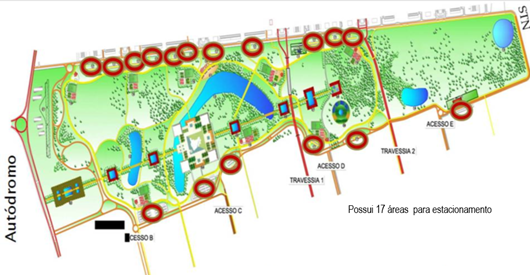 STN
Autódromo
CESSO B
ACESSO C
TRAVESSIA 1
ACESSO D
TRAVESSIA 2
ACESSO E
Possui 17 áreas para estacionamento